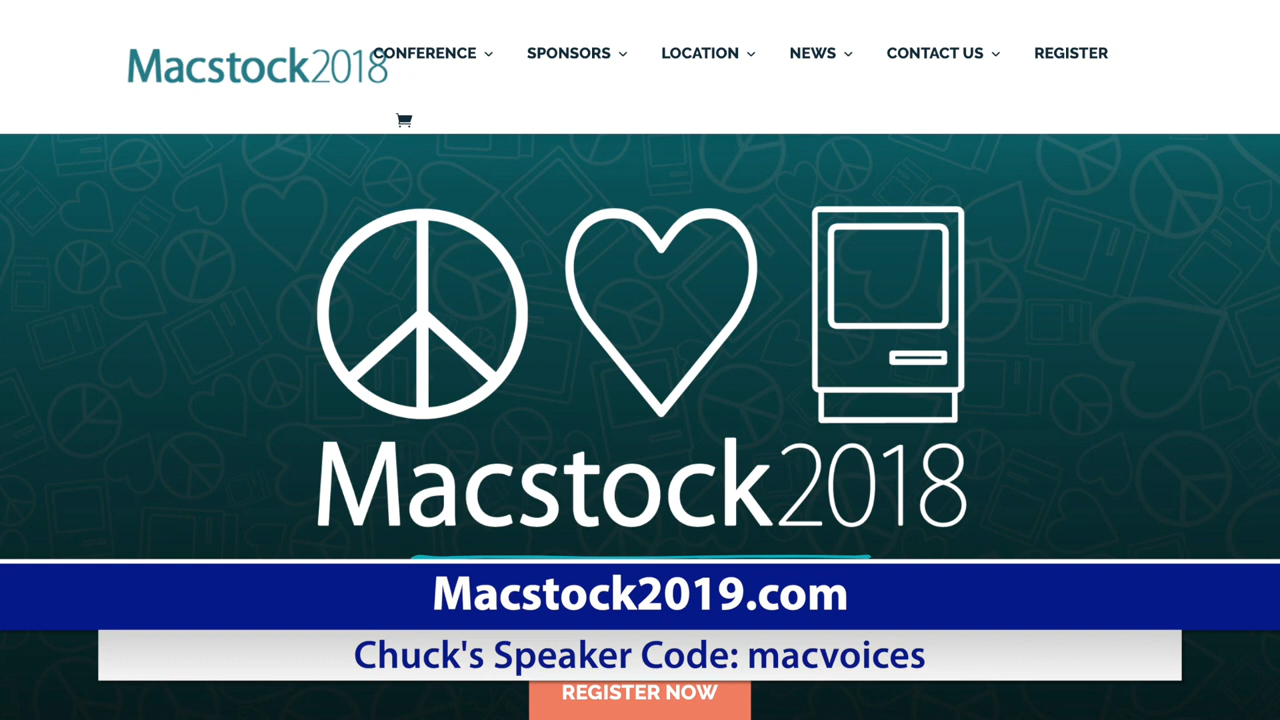 Macstock2018
CONFERENCE SPONSORS LOCATION NEWS CONTACT US REGISTER
Macstock2018
Macstock2019.com
Chuck's Speaker Code: macvoices
REGISTER NOW